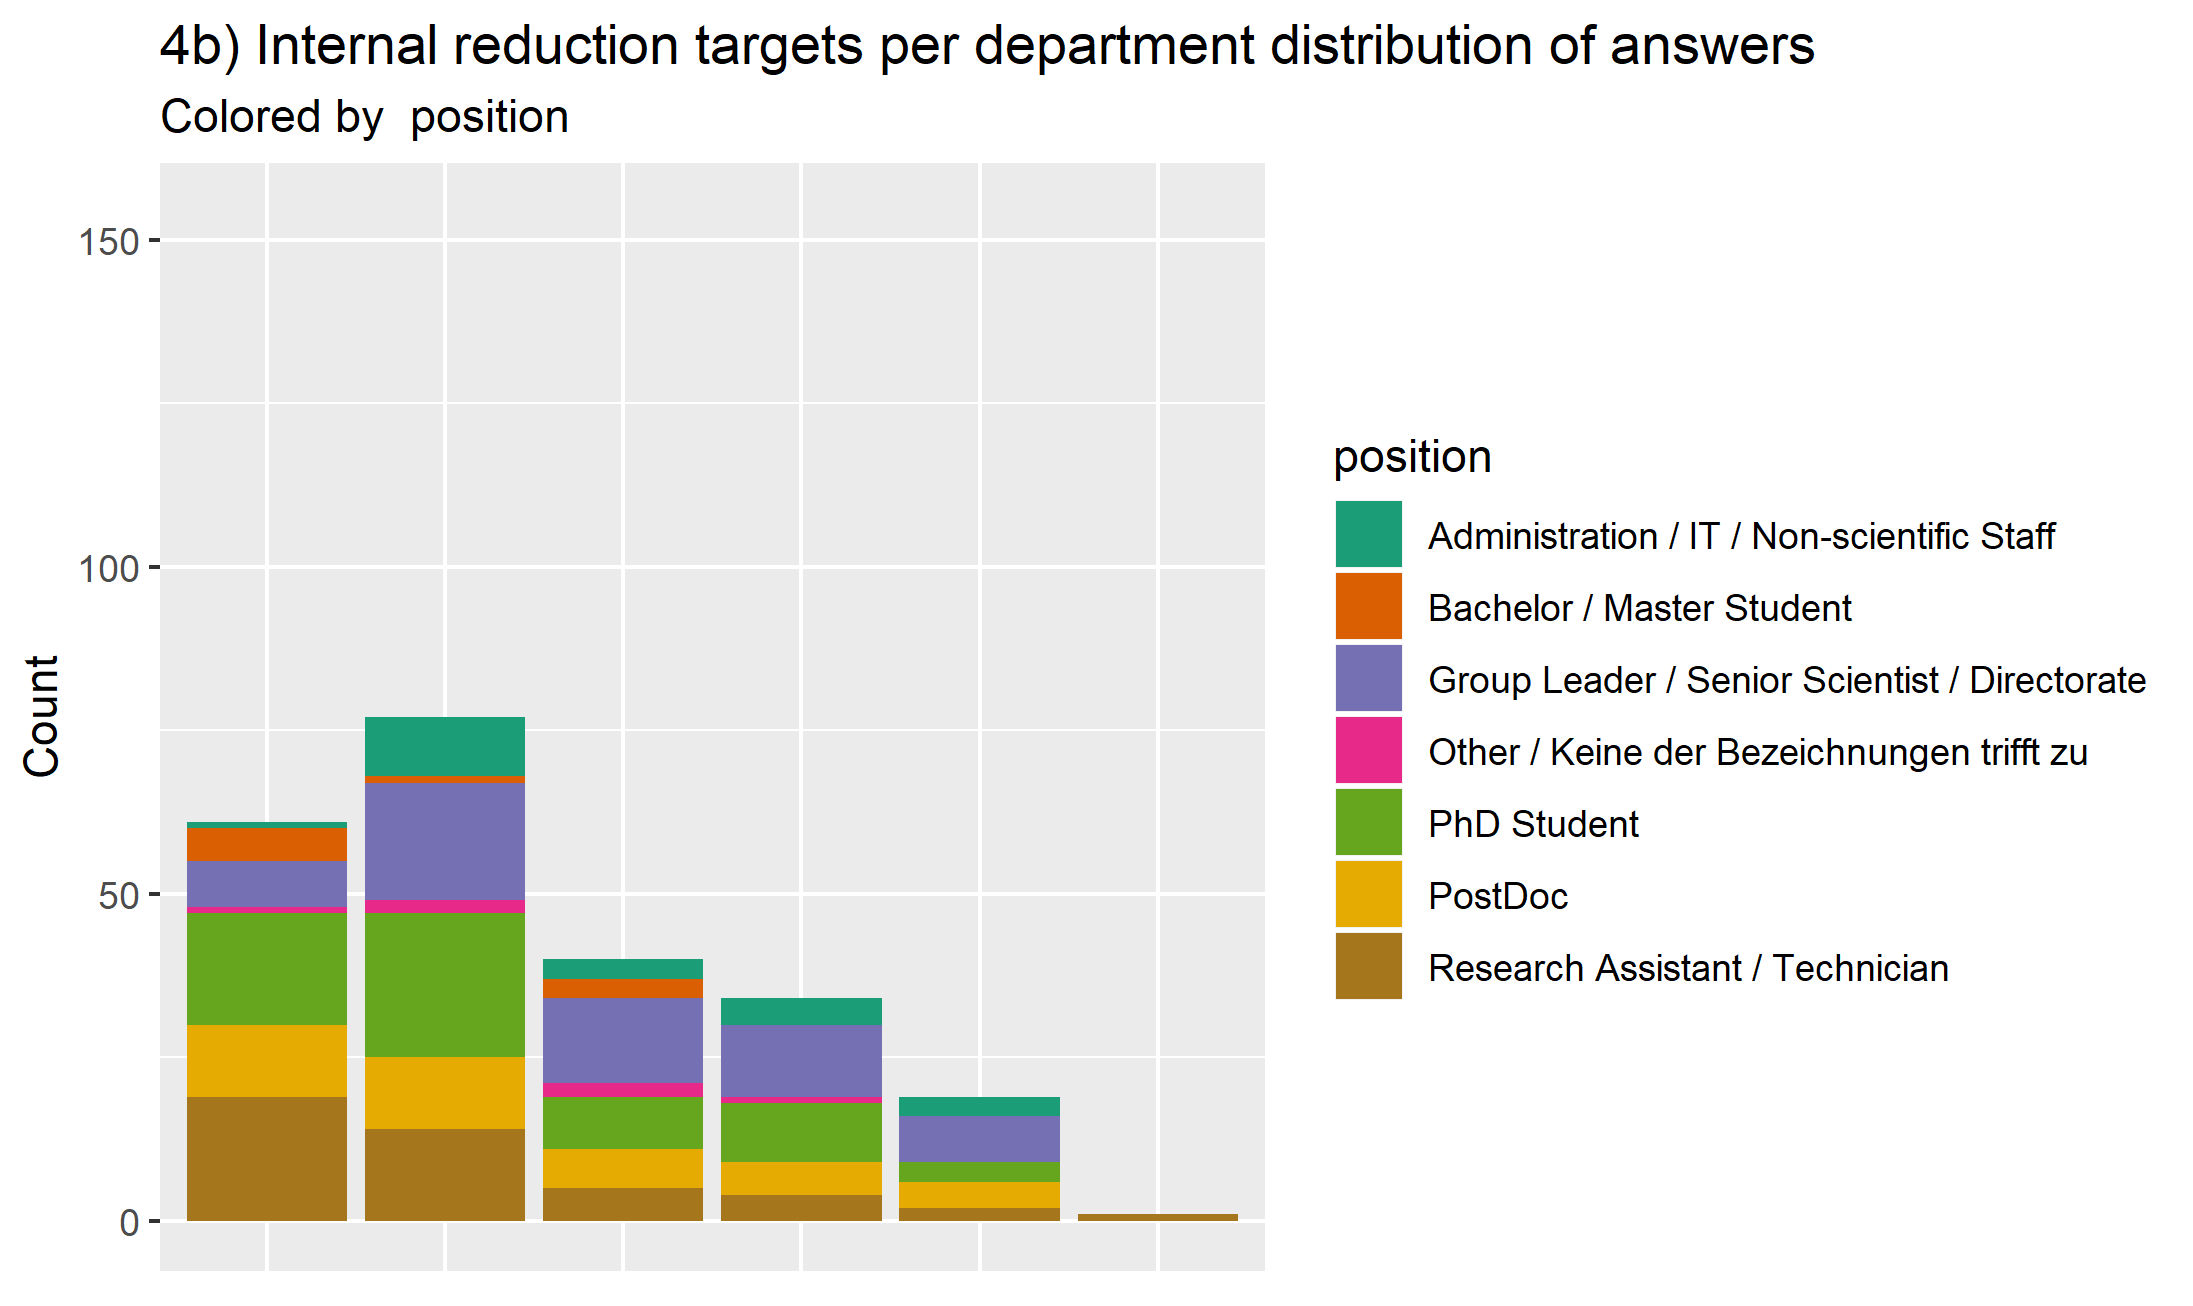 4b) Internal reduction targets per department distribution of answers
Colored by  position
150
100
50
0
Count
position
Administration / IT / Non-scientific Staff
Bachelor / Master Student
Group Leader / Senior Scientist / Directorate
Other / Keine der Bezeichnungen trifft zu
PhD Student
PostDoc
Research Assistant / Technician